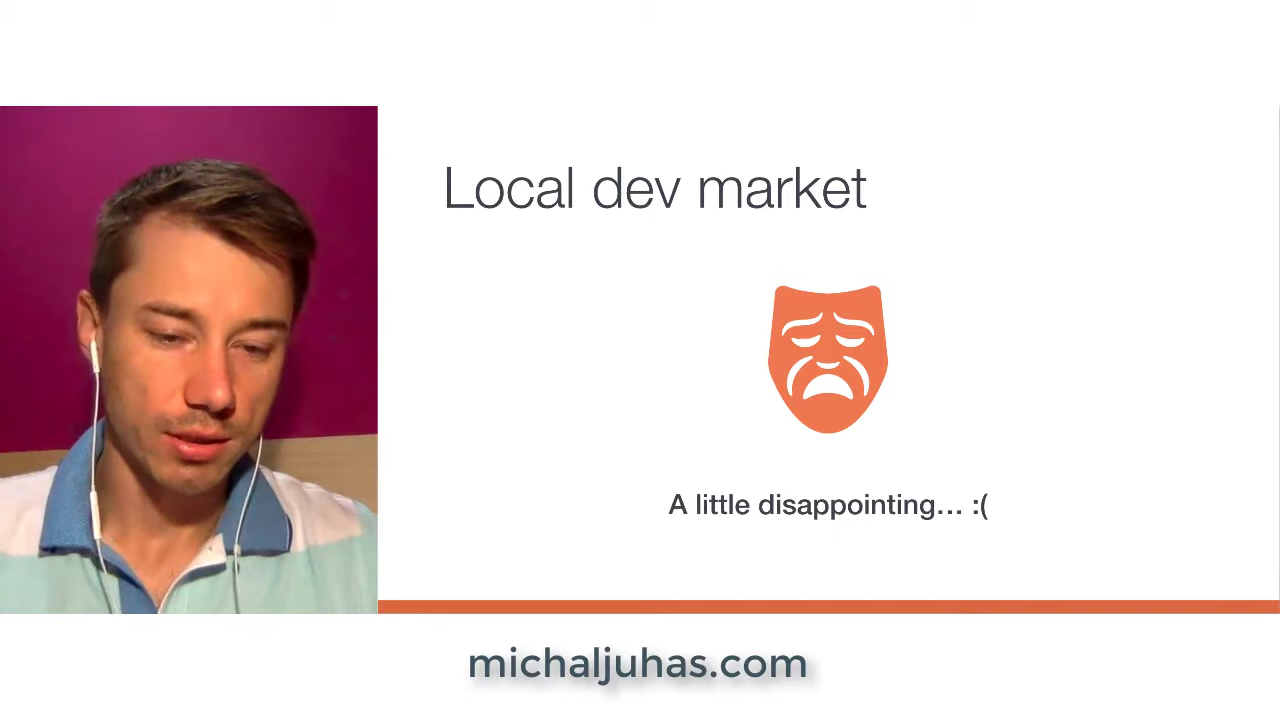 Local dev market
A little disappointing… :(
michaljuhas.com